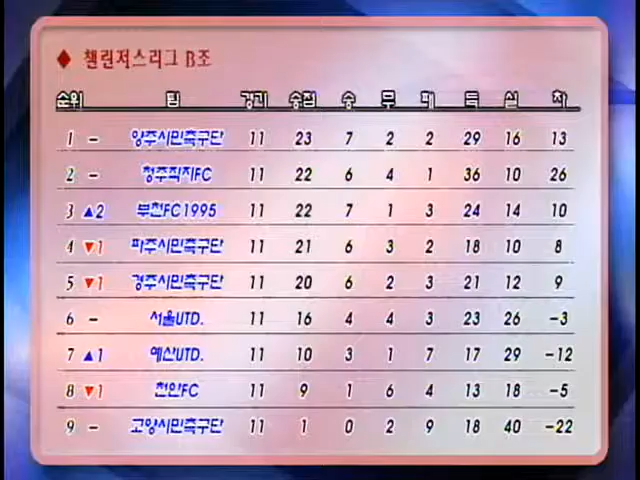 ◆ 챌린저스리그 B조
순위 팀 경기 승점 승 무 패 득 실 차
1 – 양주시민축구단 11 23 7 2 2 29 16 13
2 – 청주직지FC 11 22 6 4 1 36 10 26
3 ▲2 부천FC1995 11 22 7 1 3 24 14 10
4 ▼1 파주시민축구단 11 21 6 3 2 18 10 8
5 ▼1 경주시민축구단 11 20 6 2 3 21 12 9
6 – 서울UTD. 11 16 4 4 3 23 26 –3
7 ▲1 예산UTD. 11 10 3 1 7 17 29 –12
8 ▼1 천안FC 11 9 1 6 4 13 18 –5
9 – 고양시민축구단 11 1 0 2 9 18 40 –22